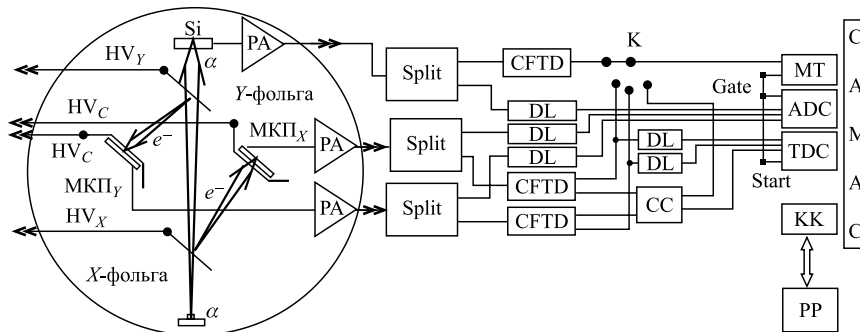 Si
α
PA
HV_Y
Y-фольга
HV_C
e⁻
HV_C
МКП_X
МКП_Y
e⁻
HV_X
X-фольга
α
PA
PA
Split
Split
Split
CFTD
K
DL
DL
DL
CFTD
CFTD
DL
DL
CC
Gate
Start
MT
ADC
TDC
KK
PP
C
A
M
A
C